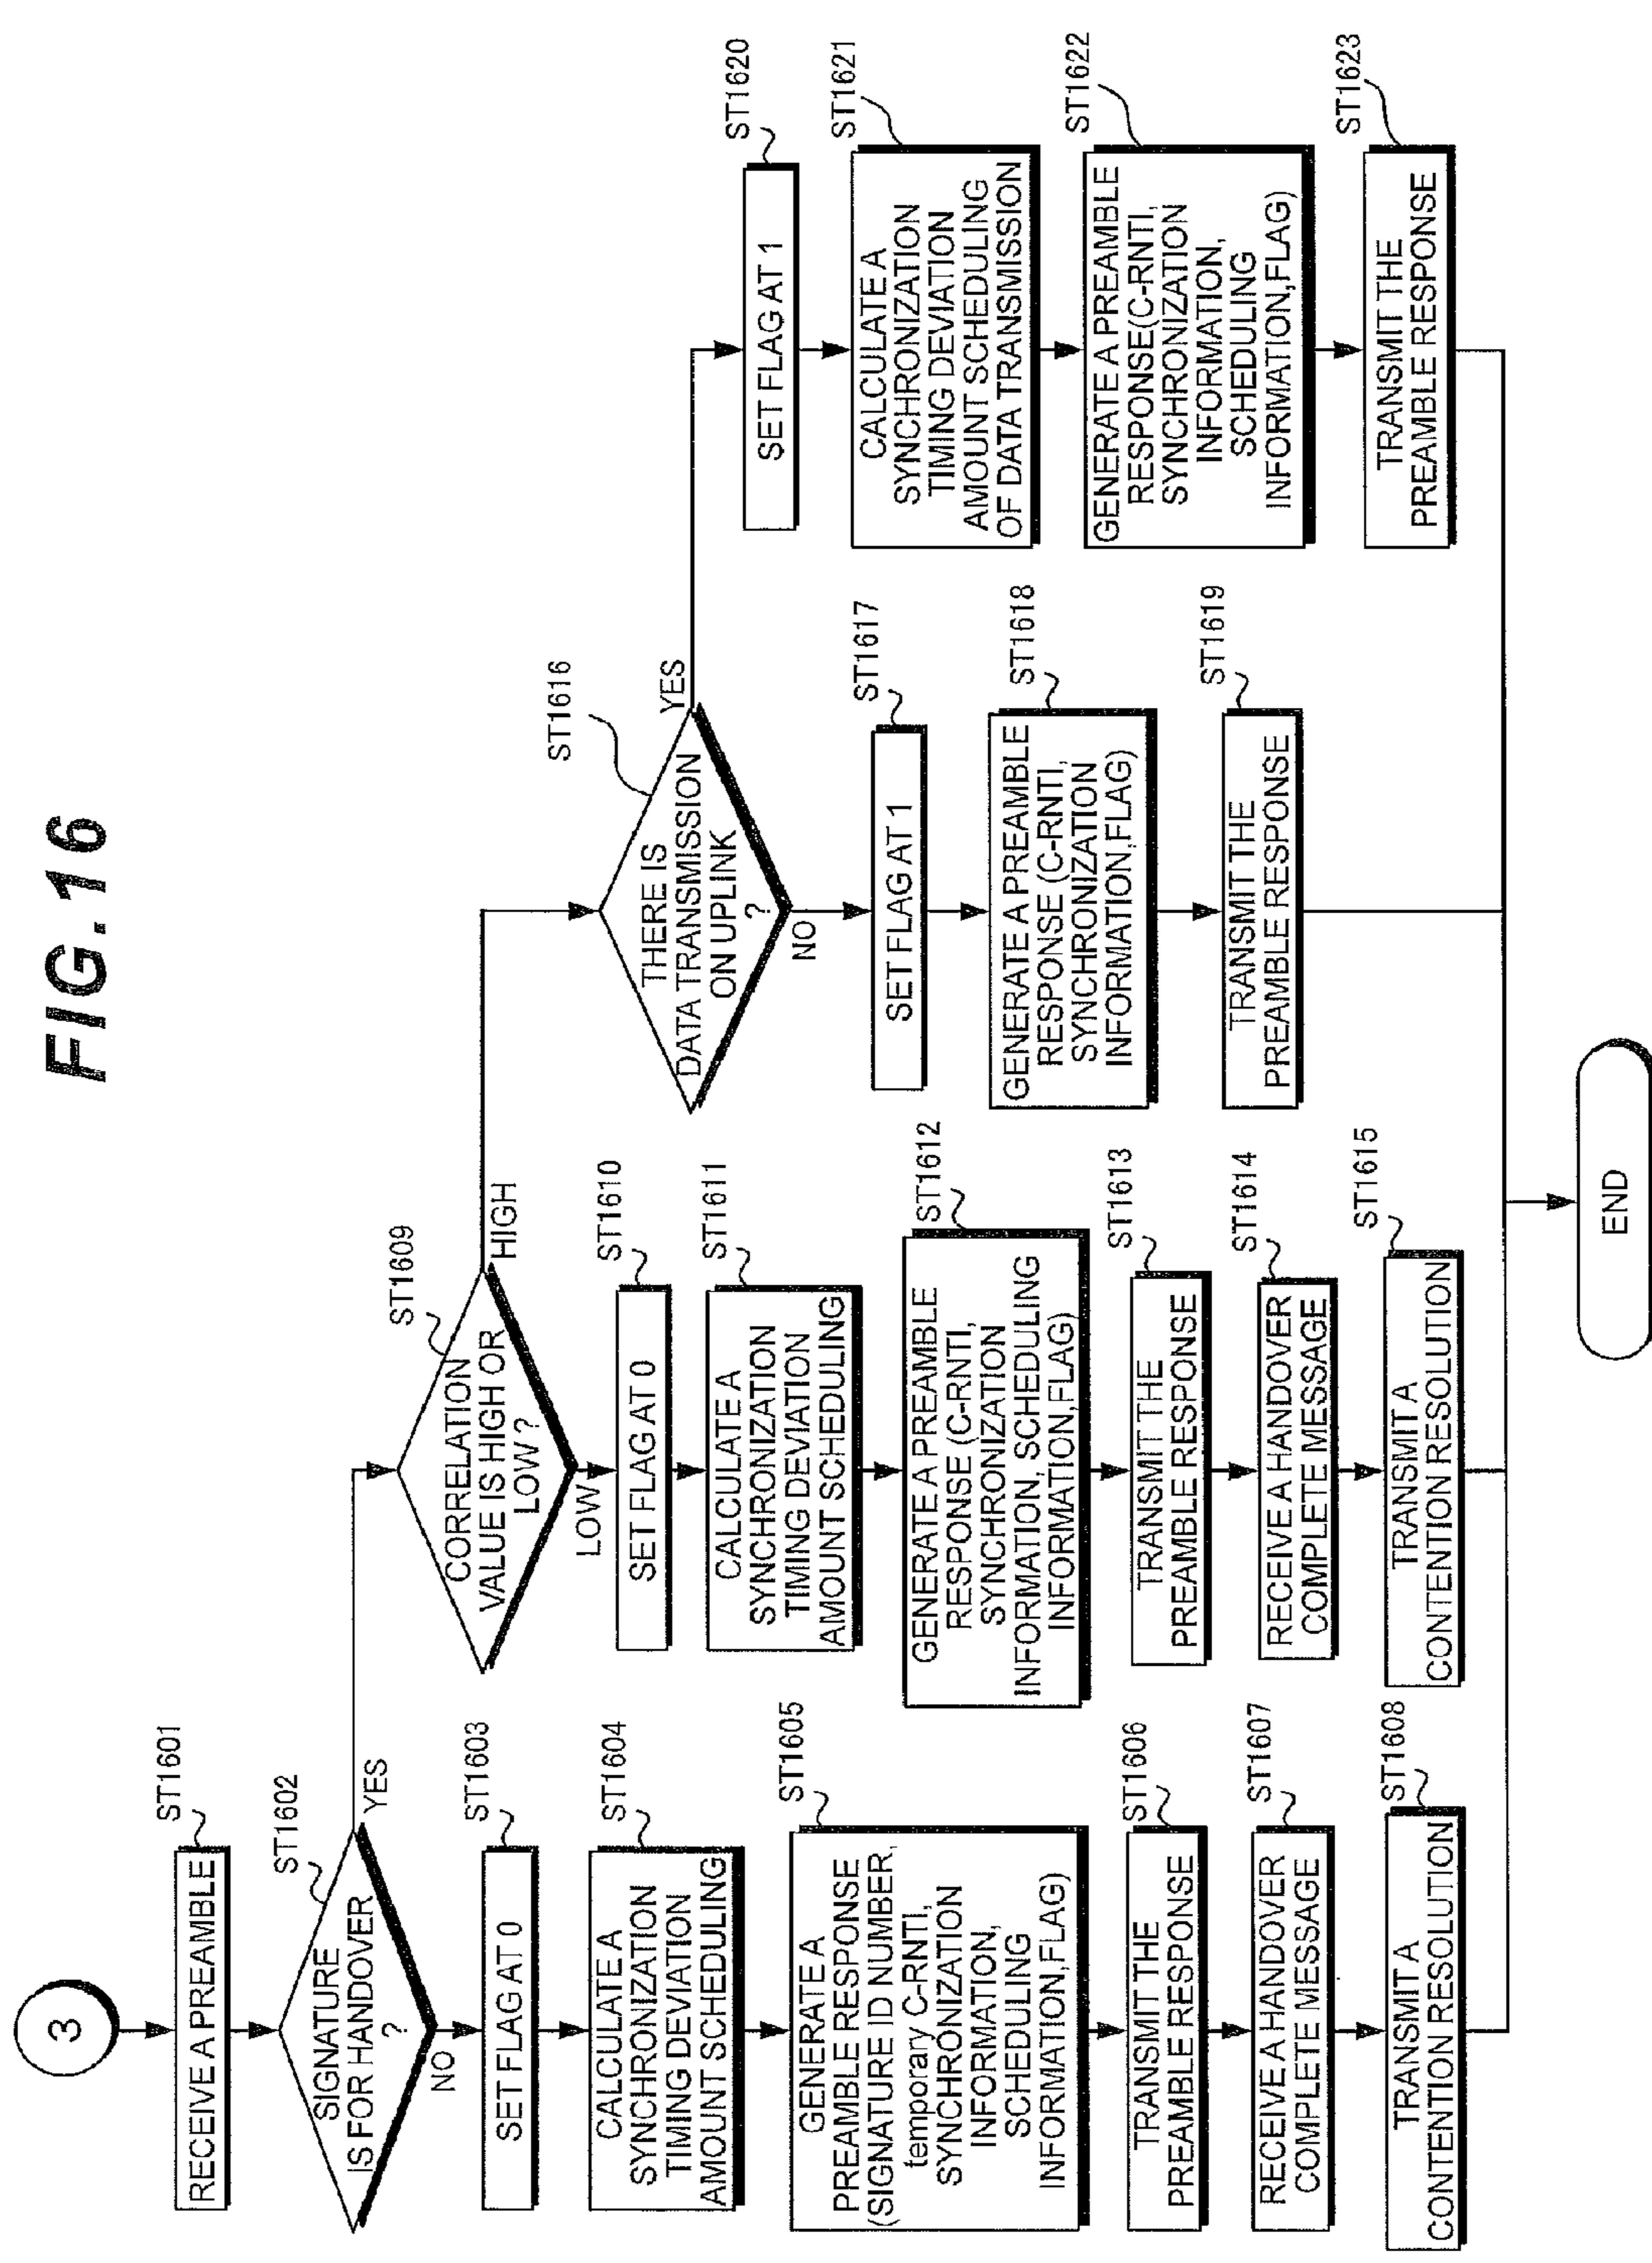 FIG.16
3
RECEIVE A PREAMBLE
ST1601
SIGNATURE
IS FOR HANDOVER
?
ST1602
YES
NO
SET FLAG AT 0
ST1603
CALCULATE A
SYNCHRONIZATION
TIMING DEVIATION
AMOUNT SCHEDULING
ST1604
GENERATE A
PREAMBLE RESPONSE
(SIGNATURE ID NUMBER,
temporary C-RNTI,
SYNCHRONIZATION
INFORMATION,
SCHEDULING
INFORMATION,FLAG)
ST1605
TRANSMIT THE
PREAMBLE RESPONSE
ST1606
RECEIVE A HANDOVER
COMPLETE MESSAGE
ST1607
TRANSMIT A
CONTENTION RESOLUTION
ST1608
CORRELATION
VALUE IS HIGH OR
LOW ?
ST1609
HIGH
LOW
SET FLAG AT 0
ST1610
CALCULATE A
SYNCHRONIZATION
TIMING DEVIATION
AMOUNT SCHEDULING
ST1611
GENERATE A PREAMBLE
RESPONSE (C-RNTI,
SYNCHRONIZATION
INFORMATION, SCHEDULING
INFORMATION,FLAG)
ST1612
TRANSMIT THE
PREAMBLE RESPONSE
ST1613
RECEIVE A HANDOVER
COMPLETE MESSAGE
ST1614
TRANSMIT A
CONTENTION RESOLUTION
ST1615
THERE IS
DATA TRANSMISSION
ON UPLINK
?
ST1616
YES
NO
SET FLAG AT 1
ST1617
GENERATE A PREAMBLE
RESPONSE (C-RNTI,
SYNCHRONIZATION
INFORMATION,FLAG)
ST1618
TRANSMIT THE
PREAMBLE RESPONSE
ST1619
SET FLAG AT 1
ST1620
CALCULATE A
SYNCHRONIZATION
TIMING DEVIATION
AMOUNT SCHEDULING
OF DATA TRANSMISSION
ST1621
GENERATE A PREAMBLE
RESPONSE(C-RNTI,
SYNCHRONIZATION
INFORMATION,
SCHEDULING
INFORMATION,FLAG)
ST1622
TRANSMIT THE
PREAMBLE RESPONSE
ST1623
END